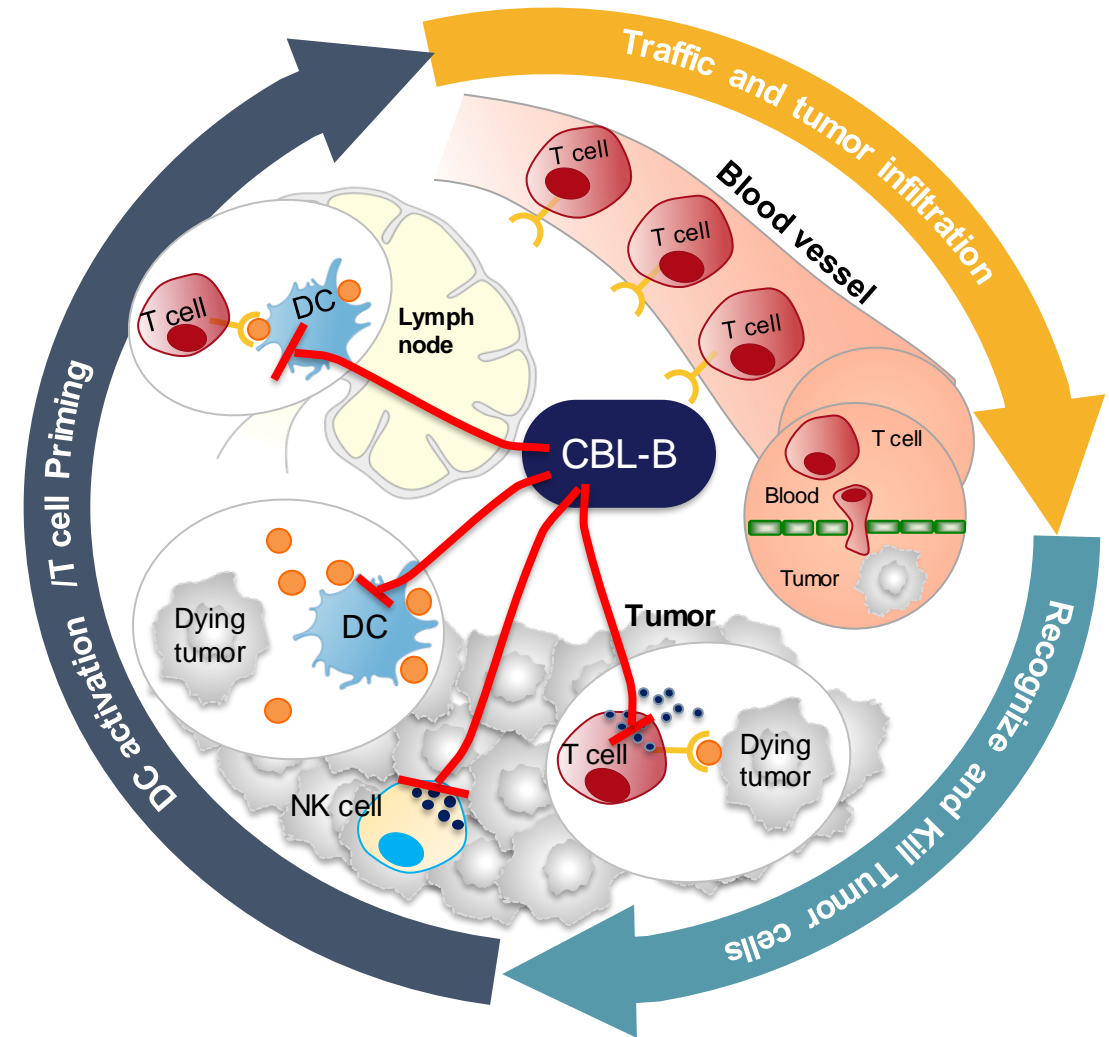 Traffic and tumor infiltration
T cell
Blood vessel
T cell
T cell
T cell
DC
Lymph
node
CBL-B
T cell
Blood
Tumor
DC activation /T cell Priming
Dying
tumor
DC
Tumor
T cell
Dying
tumor
NK cell
Recognize and Kill Tumor cells